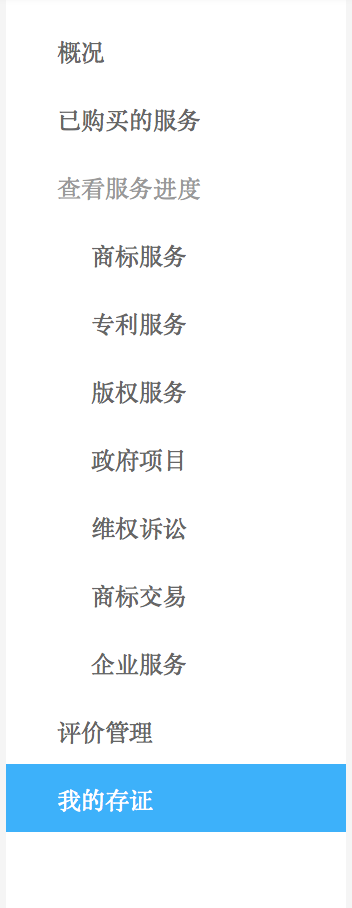 概况
已购买的服务
查看服务进度
商标服务
专利服务
版权服务
政府项目
维权诉讼
商标交易
企业服务
评价管理
我的存证